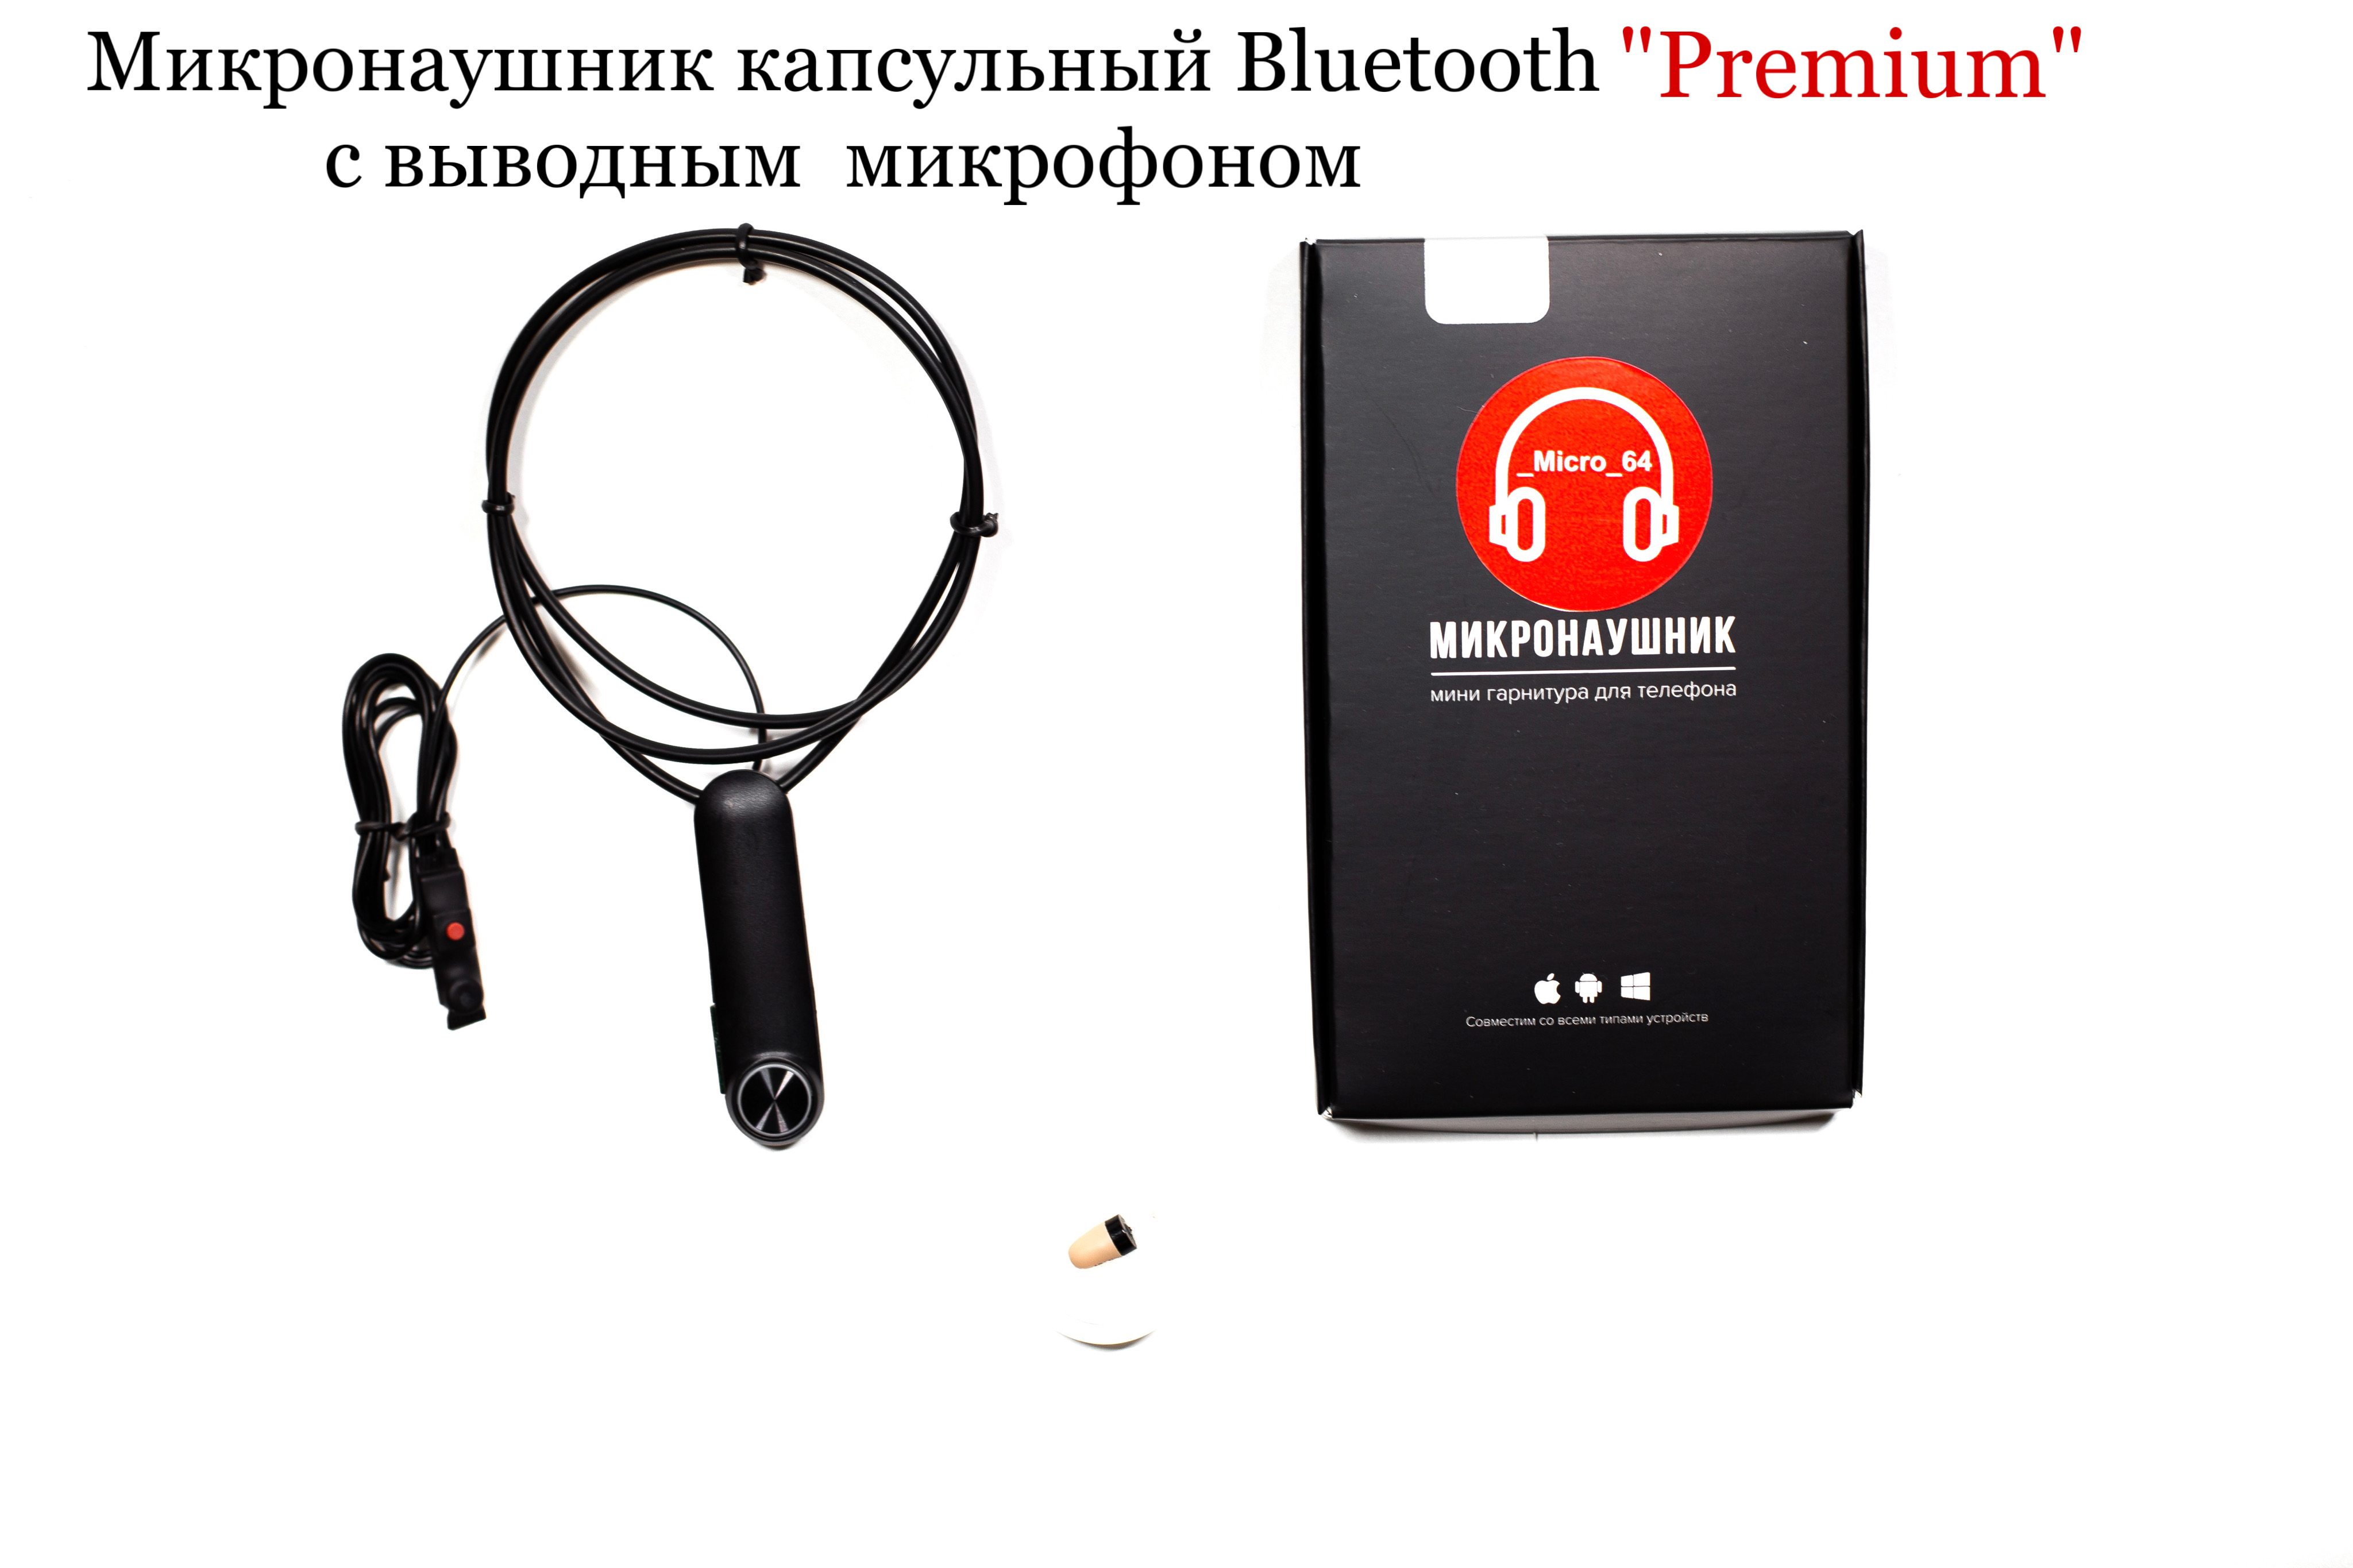 Микронаушник капсульный Bluetooth "Premium"
с выводным микрофоном
_Micro_64
МИКРОНАУШНИК
мини гарнитура для телефона
Совместим со всеми типами устройств